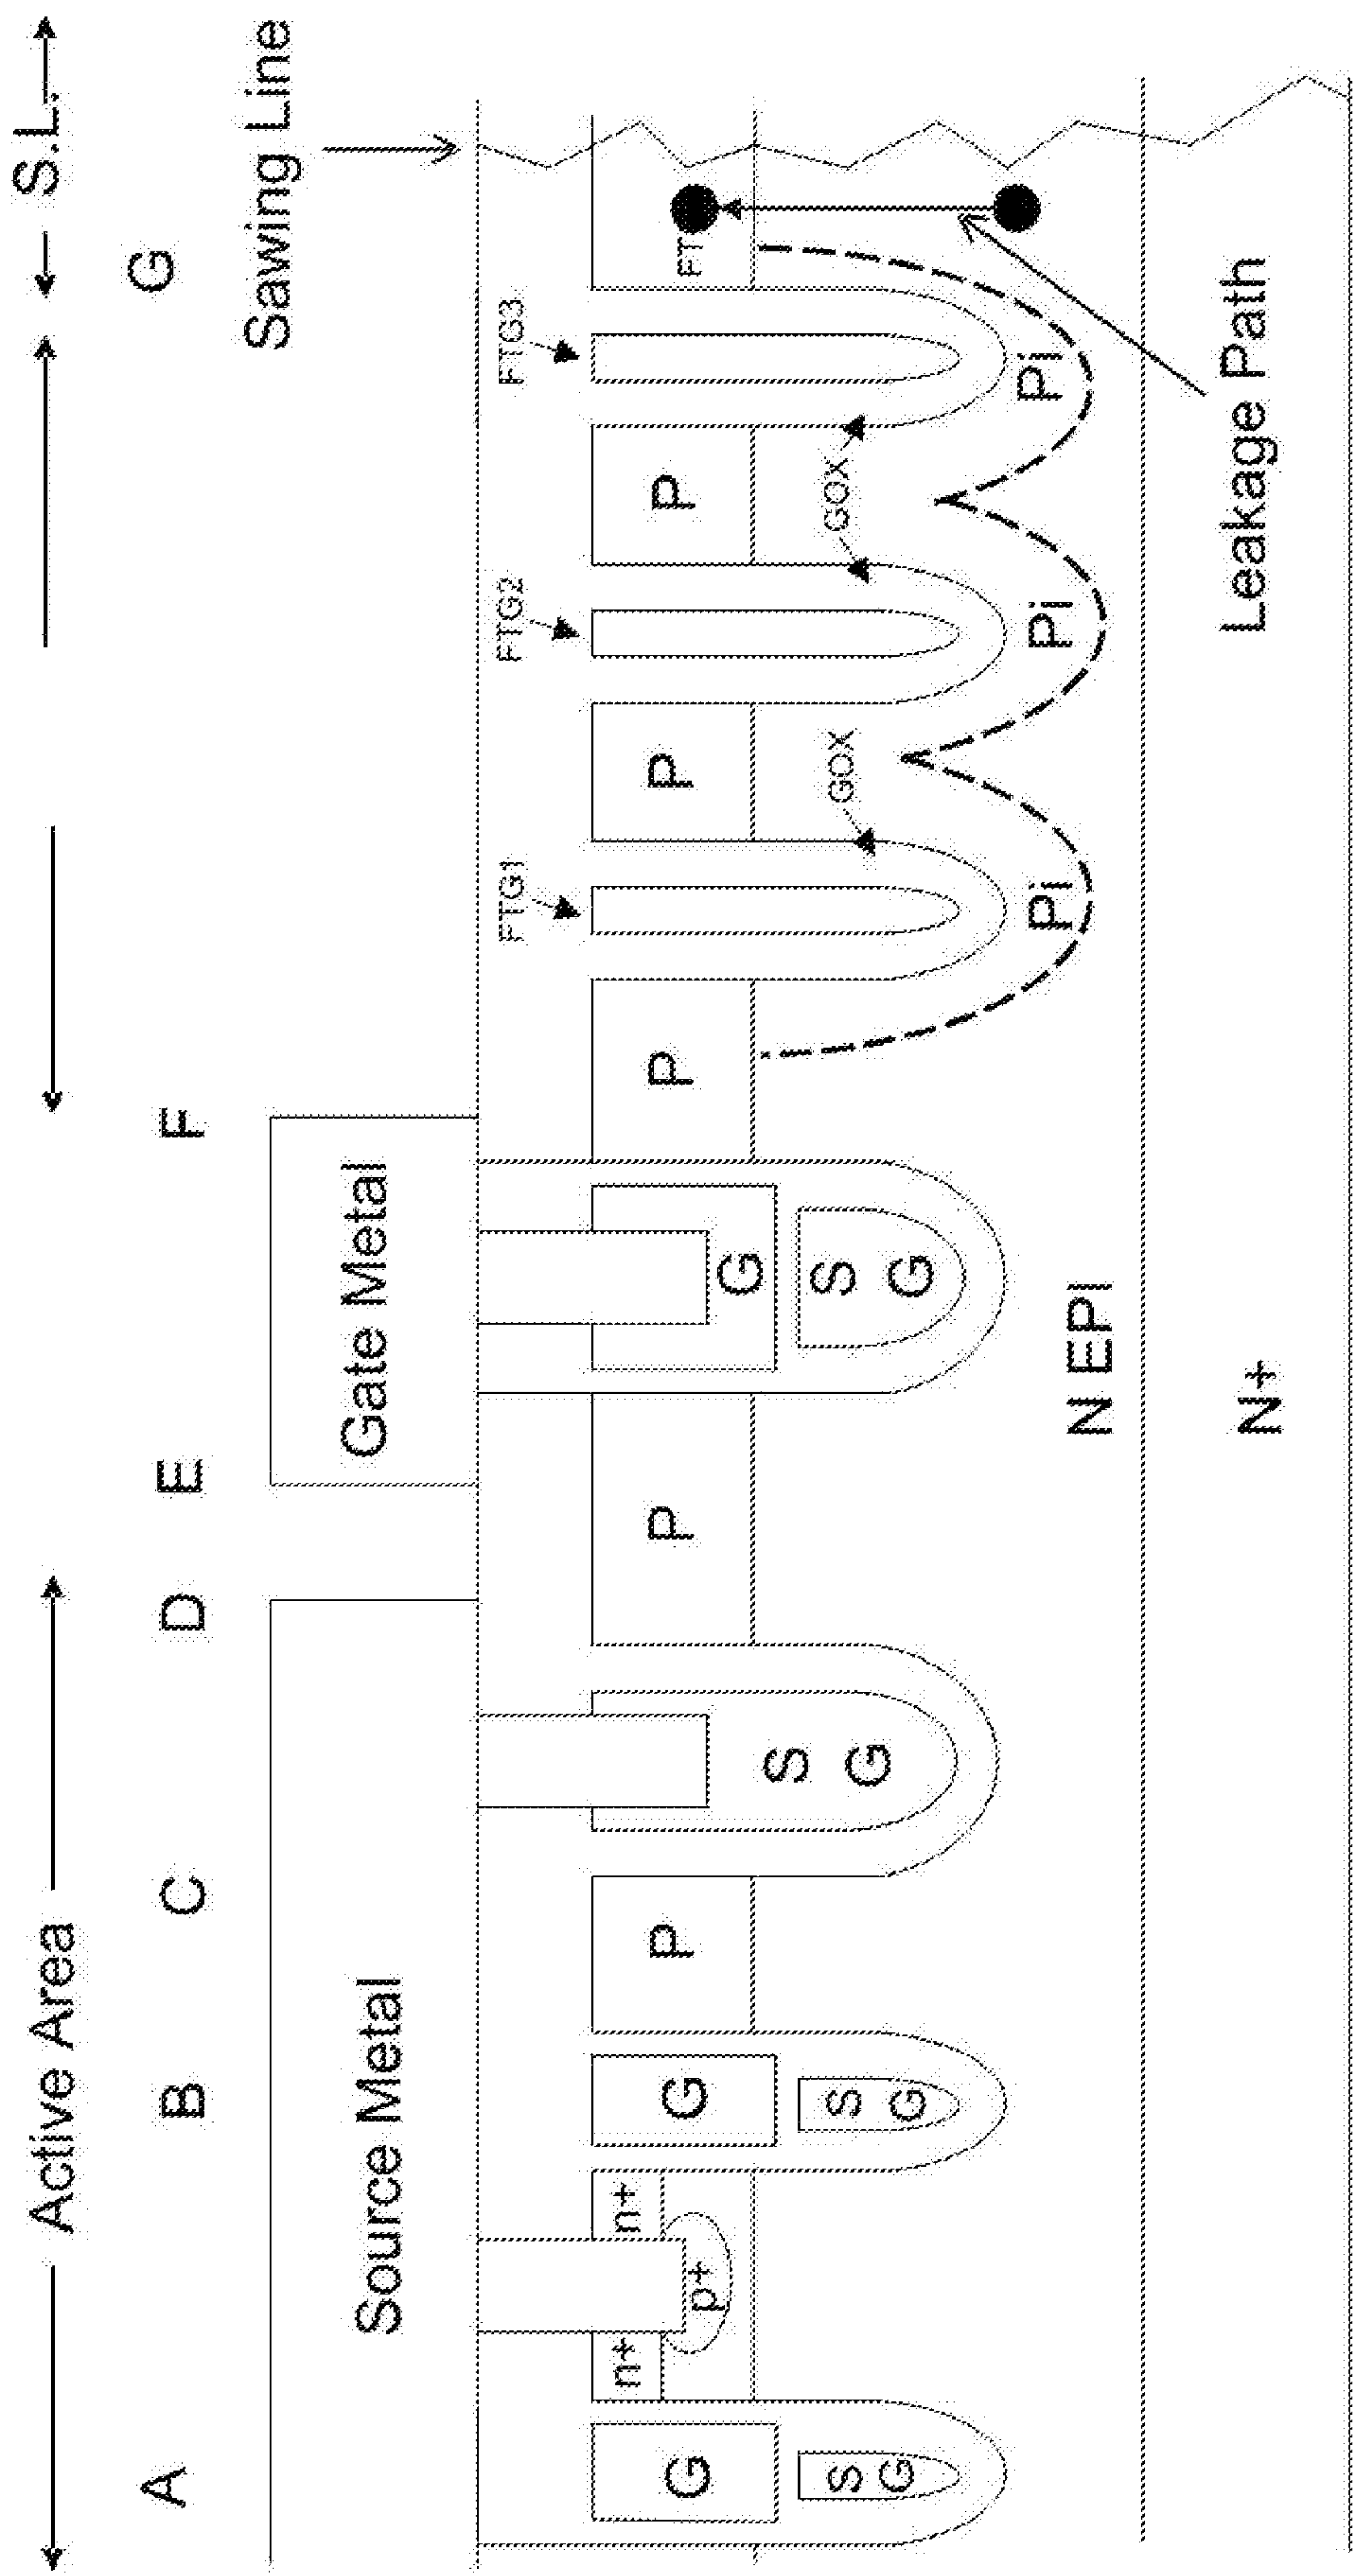 Active Area
S.L.
A
B
C
D
E
F
G
Source Metal
Gate Metal
Sawing Line
FTG1
FTG2
FTG3
n+
n+
G
G
P
P
P
P
P
P
FT
p+
G
S
G
S
G
S
G
S
G
GOX
GOX
Pi
Pi
Pi
N EPI
N+
Leakage Path